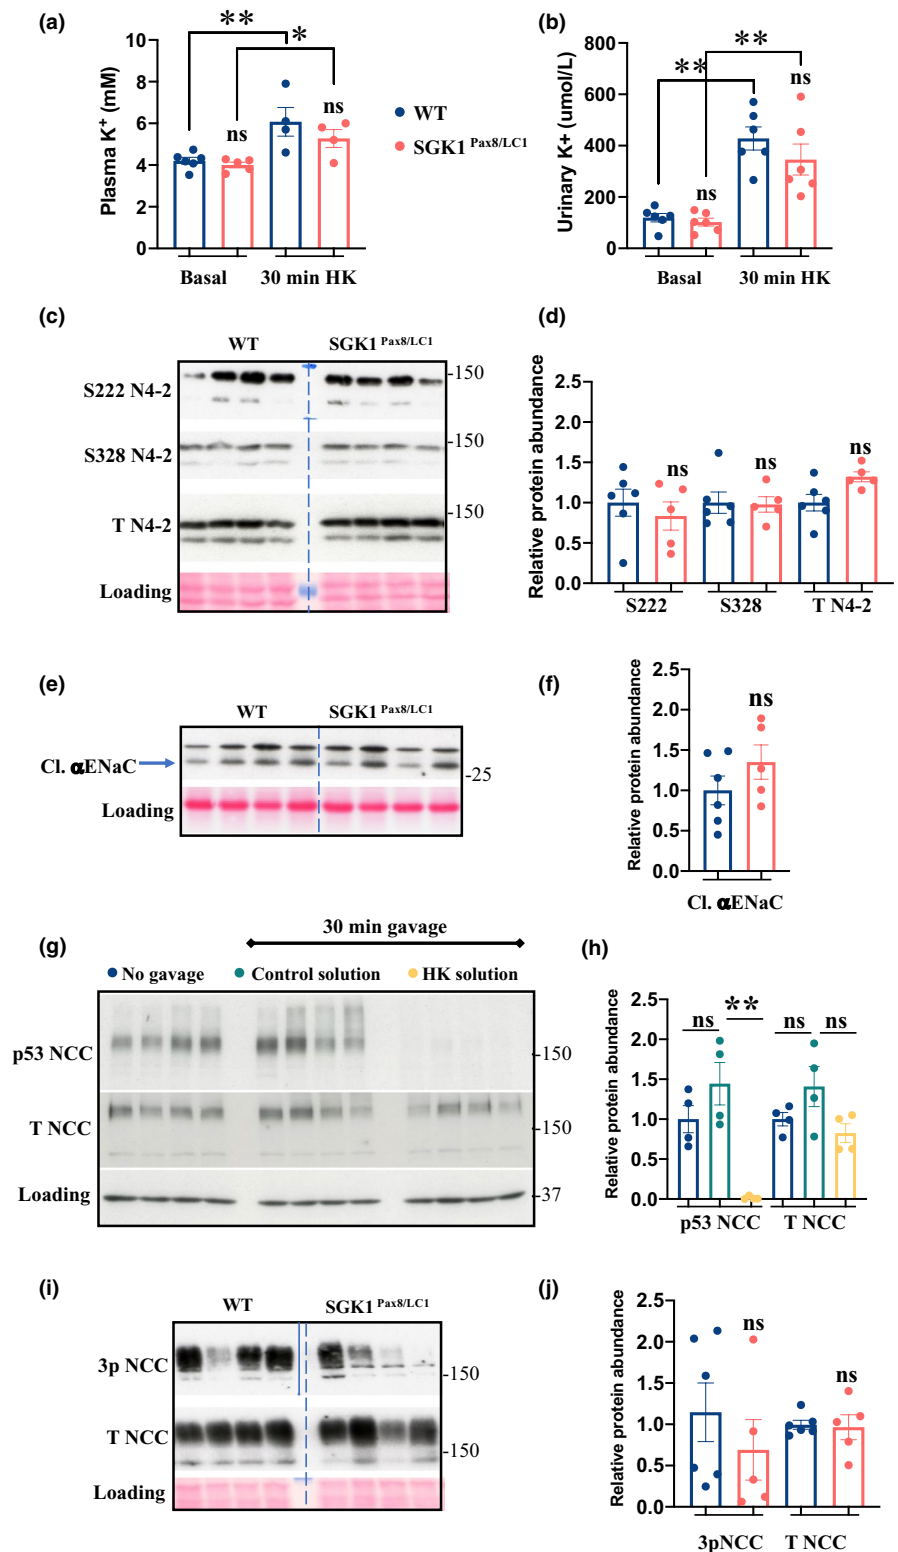 (a)
**
*
10
8
6
4
2
0
Plasma K+ (mM)
ns
ns
Basal
30 min HK
WT
SGK1 Pax8/LC1
(b)
800
600
400
200
0
Urinary K+ (umol/L)
**
**
ns
ns
Basal
30 min HK
(c)
WT
SGK1 Pax8/LC1
S222 N4-2
-150
S328 N4-2
-150
T N4-2
-150
Loading
(d)
Relative protein abundance
2.5
2.0
1.5
1.0
0.5
0.0
ns
ns
ns
S222
S328
T N4-2
(e)
WT
SGK1 Pax8/LC1
Cl. αENaC
-25
Loading
(f)
Relative protein abundance
2.5
2.0
1.5
1.0
0.5
0.0
ns
Cl. αENaC
(g)
30 min gavage
No gavage
Control solution
HK solution
p53 NCC
-150
T NCC
-150
Loading
-37
(h)
Relative protein abundance
2.5
2.0
1.5
1.0
0.5
0.0
ns
**
ns
ns
p53 NCC
T NCC
(i)
WT
SGK1 Pax8/LC1
3p NCC
-150
T NCC
-150
Loading
(j)
Relative protein abundance
2.5
2.0
1.5
1.0
0.5
0.0
ns
ns
3pNCC
T NCC